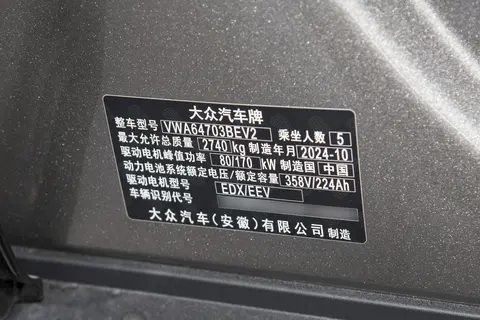 大众汽车牌
整车型号 VWA64703BEV2 乘坐人数 5
最大允许总质量 2740 kg 制造年月 2024-10
驱动电机峰值功率 80/170 kW 制造国 中国
动力电池系统额定电压/额定容量 358V/224Ah
驱动电机型号 EDX/EEV
车辆识别代号
大众汽车(安徽)有限公司 制造